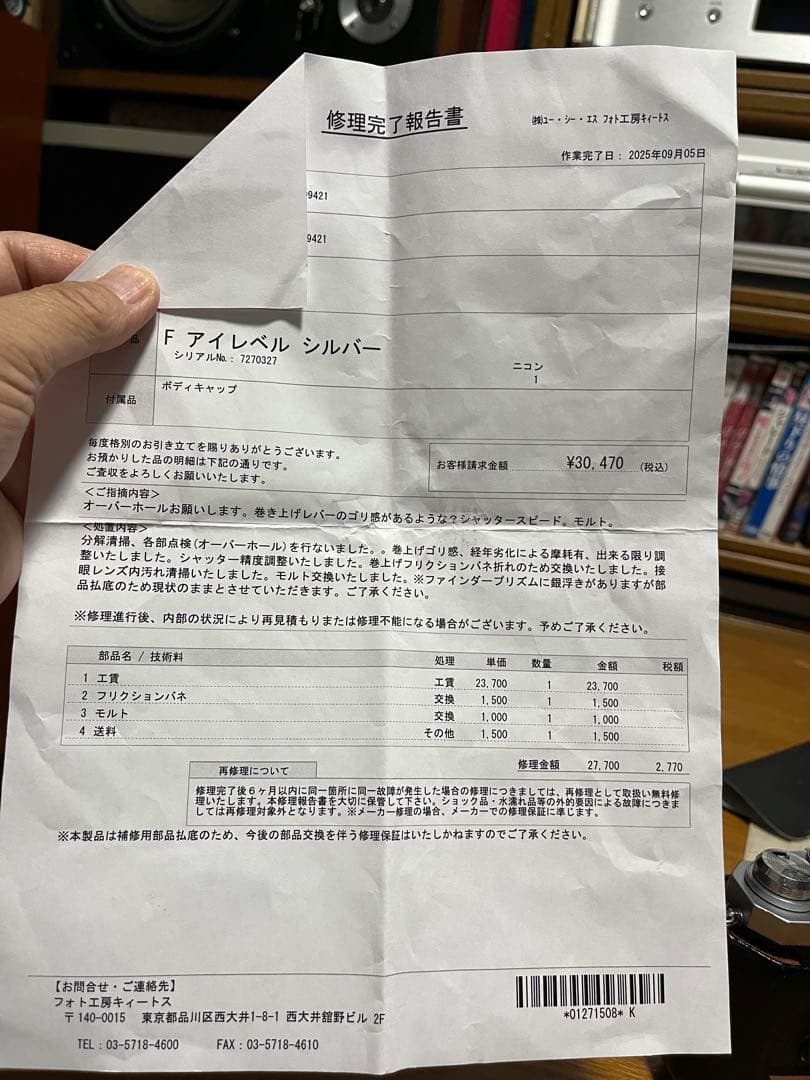 修理完了報告書
㈱ユー・シー・エス フォト工房キィートス
作業完了日： 2025年09月05日
9421
9421
品
F アイレベル シルバー
シリアルNo.： 7270327
ニコン
1
付属品
ボディキャップ
毎度格別のお引き立てを賜りありがとうございます。
お預かりした品の明細は下記の通りです。
ご査収をよろしくお願いいたします。
お客様請求金額 ¥30,470 (税込)
＜ご指摘内容＞
オーバーホールお願いします。巻き上げレバーのゴリ感があるような？シャッタースピード。モルト。
＜処置内容＞
分解清掃、各部点検(オーバーホール)を行ないました。。巻上げゴリ感、経年劣化による摩耗有、出来る限り調
整いたしました。シャッター精度調整いたしました。巻上げフリクションバネ折れのため交換いたしました。接
眼レンズ内汚れ清掃いたしました。モルト交換いたしました。※ファインダープリズムに銀浮きがありますが部
品払底のため現状のままとさせていただきます。ご了承ください。
※修理進行後、内部の状況により再見積もりまたは修理不能になる場合がございます。予めご了承ください。
部品名 / 技術料 処理 単価 数量 金額 税額
1 工賃 工賃 23,700 1 23,700
2 フリクションバネ 交換 1,500 1 1,500
3 モルト 交換 1,000 1 1,000
4 送料 その他 1,500 1 1,500
修理金額 27,700 2,770
再修理について
修理完了後６ヶ月以内に同一箇所に同一故障が発生した場合の修理につきましては、再修理として取扱い無料修
理いたします。本修理報告書を大切に保管して下さい。ショック品・水濡れ品等の外的要因による故障につきま
しては再修理対象外となります。※メーカー修理の場合、メーカーでの修理保証に準じます。
※本製品は補修用部品払底のため、今後の部品交換を伴う修理保証はいたしかねますのでご了承ください。
【お問合せ・ご連絡先】
フォト工房キィートス
〒140-0015 東京都品川区西大井1-8-1 西大井舘野ビル 2F
TEL：03-5718-4600 FAX：03-5718-4610
*01271508* K